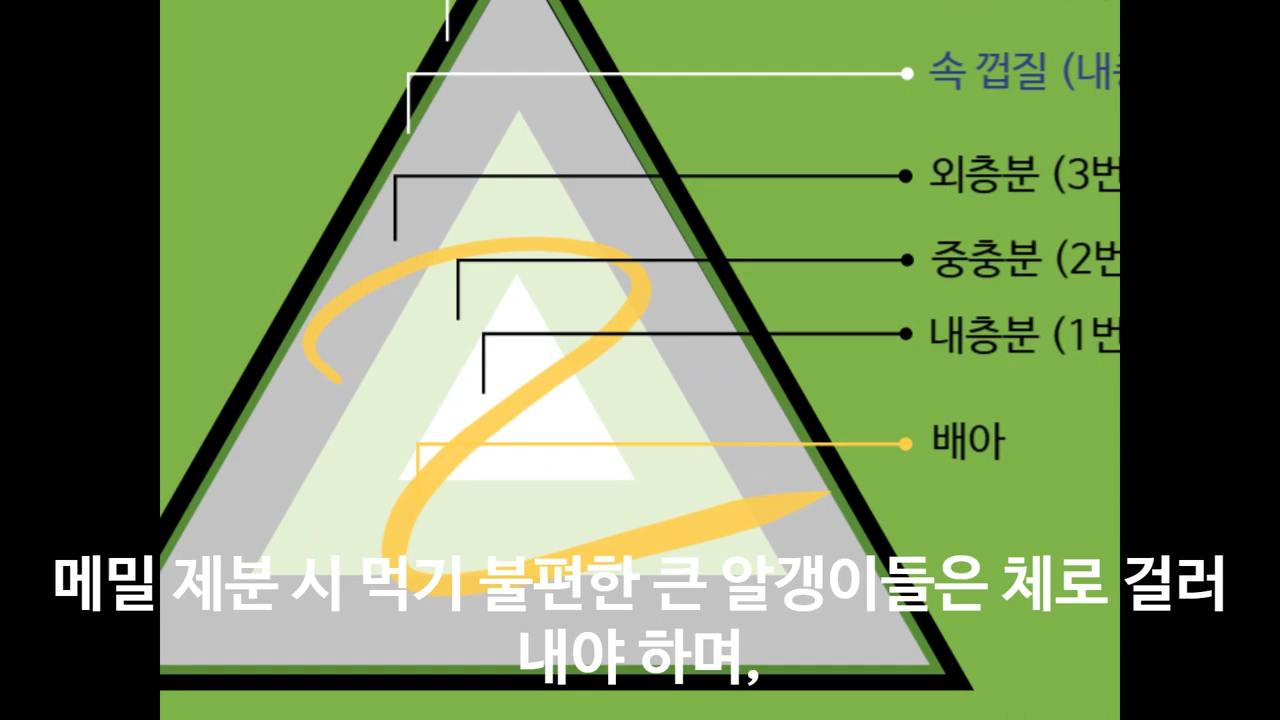 속 껍질 (내
외층분 (3번
중충분 (2번
내층분 (1번
배아
메밀 제분 시 먹기 불편한 큰 알갱이들은 체로 걸러
내야 하며,